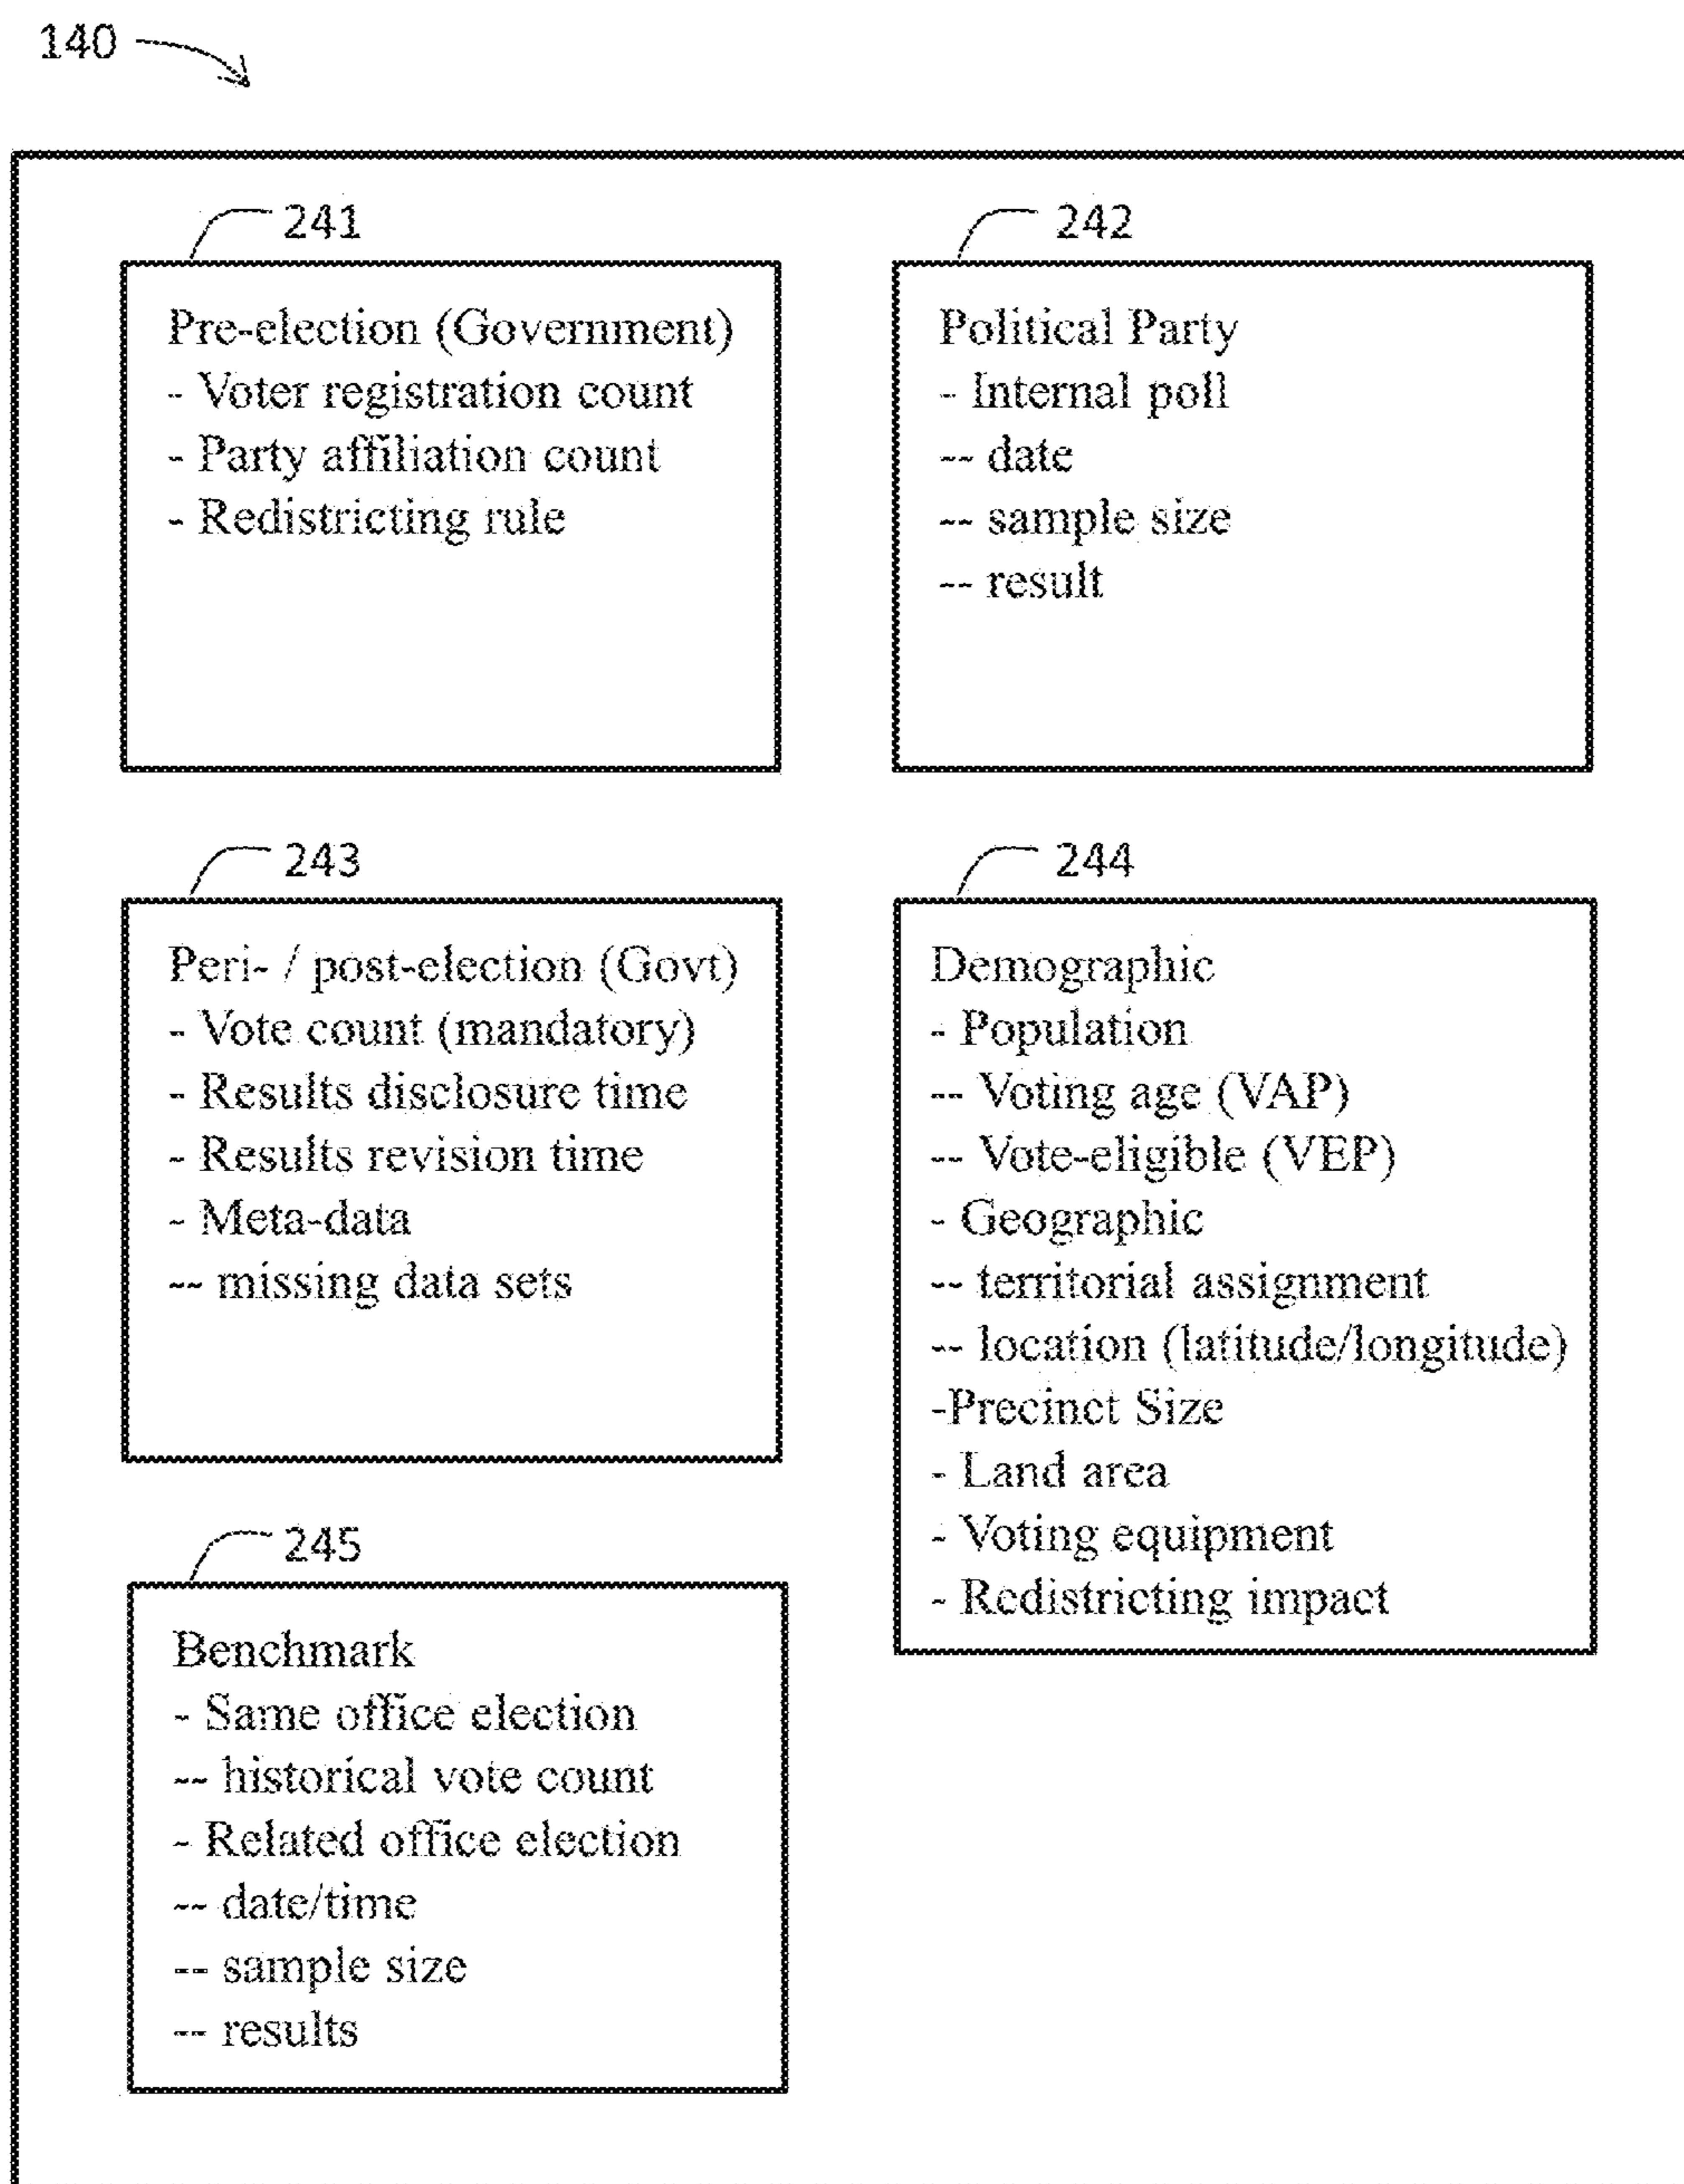 140
241
Pre-election (Government)
- Voter registration count
- Party affiliation count
- Redistricting rule
242
Political Party
- Internal poll
-- date
-- sample size
-- result
243
Peri- / post-election (Govt)
- Vote count (mandatory)
- Results disclosure time
- Results revision time
- Meta-data
-- missing data sets
244
Demographic
- Population
-- Voting age (VAP)
-- Vote-eligible (VEP)
- Geographic
-- territorial assignment
-- location (latitude/longitude)
-Precinct Size
- Land area
- Voting equipment
- Redistricting impact
245
Benchmark
- Same office election
-- historical vote count
- Related office election
-- date/time
-- sample size
-- results